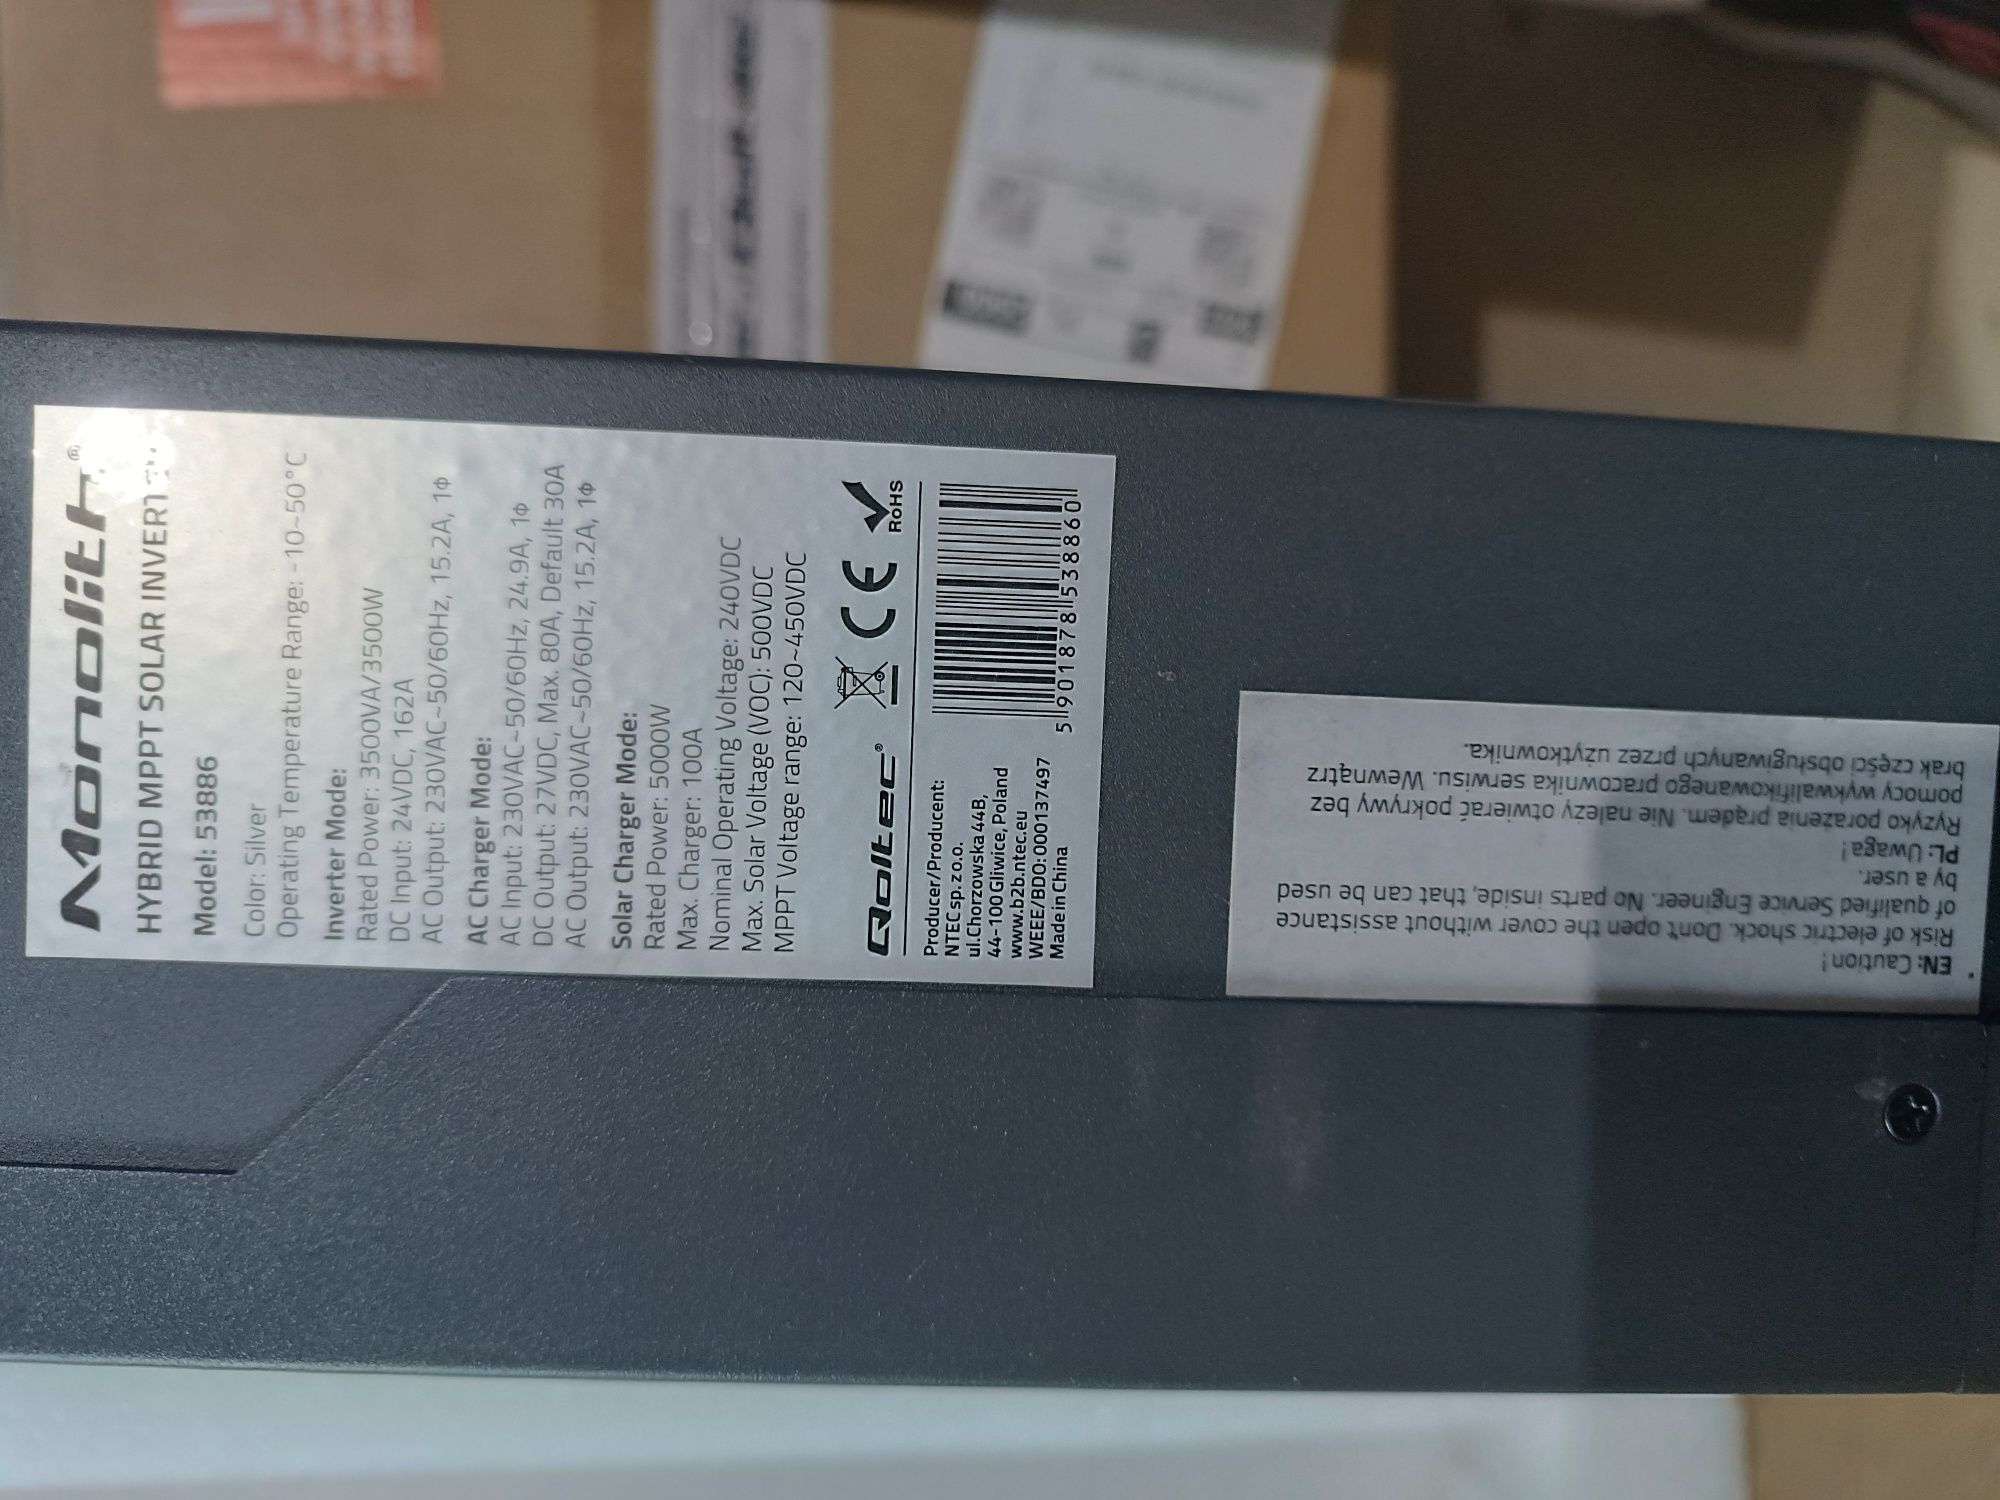 Monolith®
HYBRID MPPT SOLAR INVERTER
Model: 53886
Color: Silver
Operating Temperature Range: -10~50°C
Inverter Mode:
Rated Power: 3500VA/3500W
DC Input: 24VDC, 162A
AC Output: 230VAC~50/60Hz, 15.2A, 1ϕ
AC Charger Mode:
AC Input: 230VAC~50/60Hz, 24.9A, 1ϕ
DC Output: 27VDC, Max. 80A, Default 30A
AC Output: 230VAC~50/60Hz, 15.2A, 1ϕ
Solar Charger Mode:
Rated Power: 5000W
Max. Charger: 100A
Nominal Operating Voltage: 240VDC
Max. Solar Voltage (VOC): 500VDC
MPPT Voltage range: 120~450VDC
Qoltec®
CE
RoHS
Producer/Producent:
NTEC sp. z o.o.
ul.Chorzowska 44B,
44-100 Gliwice, Poland
www.b2b.ntec.eu
WEEE/BDO:000137497
Made in China
5 901878 538860
EN: Caution!
Risk of electric shock. Don't open the cover without assistance
of qualified Service Engineer. No parts inside, that can be used
by a user.
PL: Uwaga!
Ryzyko porażenia prądem. Nie należy otwierać pokrywy bez
pomocy wykwalifikowanego pracownika serwisu. Wewnątrz
brak części obsługiwanych przez użytkownika.